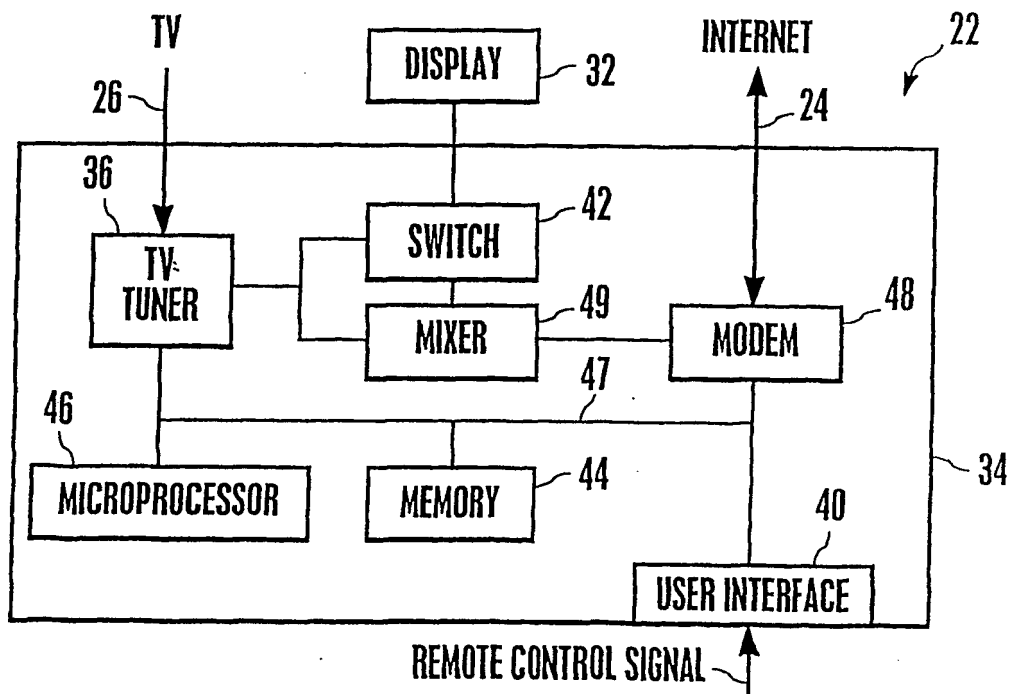 TV
DISPLAY
INTERNET
22
32
26
24
36
42
SWITCH
TV
TUNER
49
48
MIXER
MODEM
47
46
44
34
MICROPROCESSOR
MEMORY
40
USER INTERFACE
REMOTE CONTROL SIGNAL